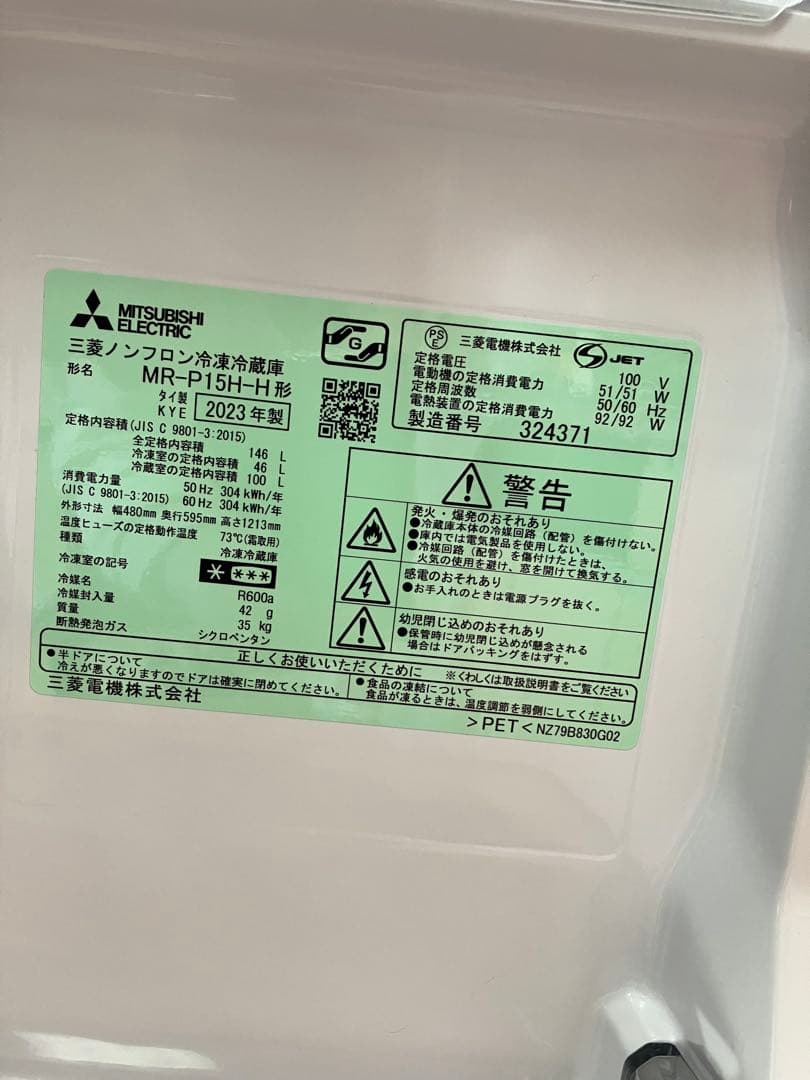 MITSUBISHI
ELECTRIC
三菱ノンフロン冷凍冷蔵庫
形名 MR-P15H-H形
タイ製
KYE 2023年製
定格内容積(JIS C 9801-3:2015)
全定格内容積 146 L
冷凍室の定格内容積 46 L
冷蔵室の定格内容積 100 L
消費電力量 50Hz 304kWh/年
(JIS C 9801-3:2015) 60Hz 304kWh/年
外形寸法 幅480mm 奥行595mm 高さ1213mm
温度ヒューズの定格動作温度 73℃(霜取用)
種類 冷凍冷蔵庫
冷凍室の記号
冷媒名 R600a
冷媒封入量 42 g
質量 35 kg
断熱発泡ガス シクロペンタン
G
PS
E
三菱電機株式会社 S JET
定格電圧 100 V
電動機の定格消費電力 51/51 W
定格周波数 50/60 Hz
電熱装置の定格消費電力 92/92 W
製造番号 324371
警告
発火・爆発のおそれあり
●冷蔵庫本体の冷媒回路(配管)を傷付けない。
●庫内では電気製品を使用しない。
●冷媒回路(配管)を傷付けたときは、
火気の使用を避け、窓を開けて換気する。
感電のおそれあり
●お手入れのときは電源プラグを抜く。
幼児閉じ込めのおそれあり
●保管時に幼児閉じ込めが懸念される
場合はドアパッキングをはずす。
正しくお使いいただくために ※くわしくは取扱説明書をご覧ください
●半ドアについて
冷えが悪くなりますのでドアは確実に閉めてください。
●食品の凍結について
食品が凍るときは、温度調節を弱側にしてください。
三菱電機株式会社
>PET< NZ79B830G02